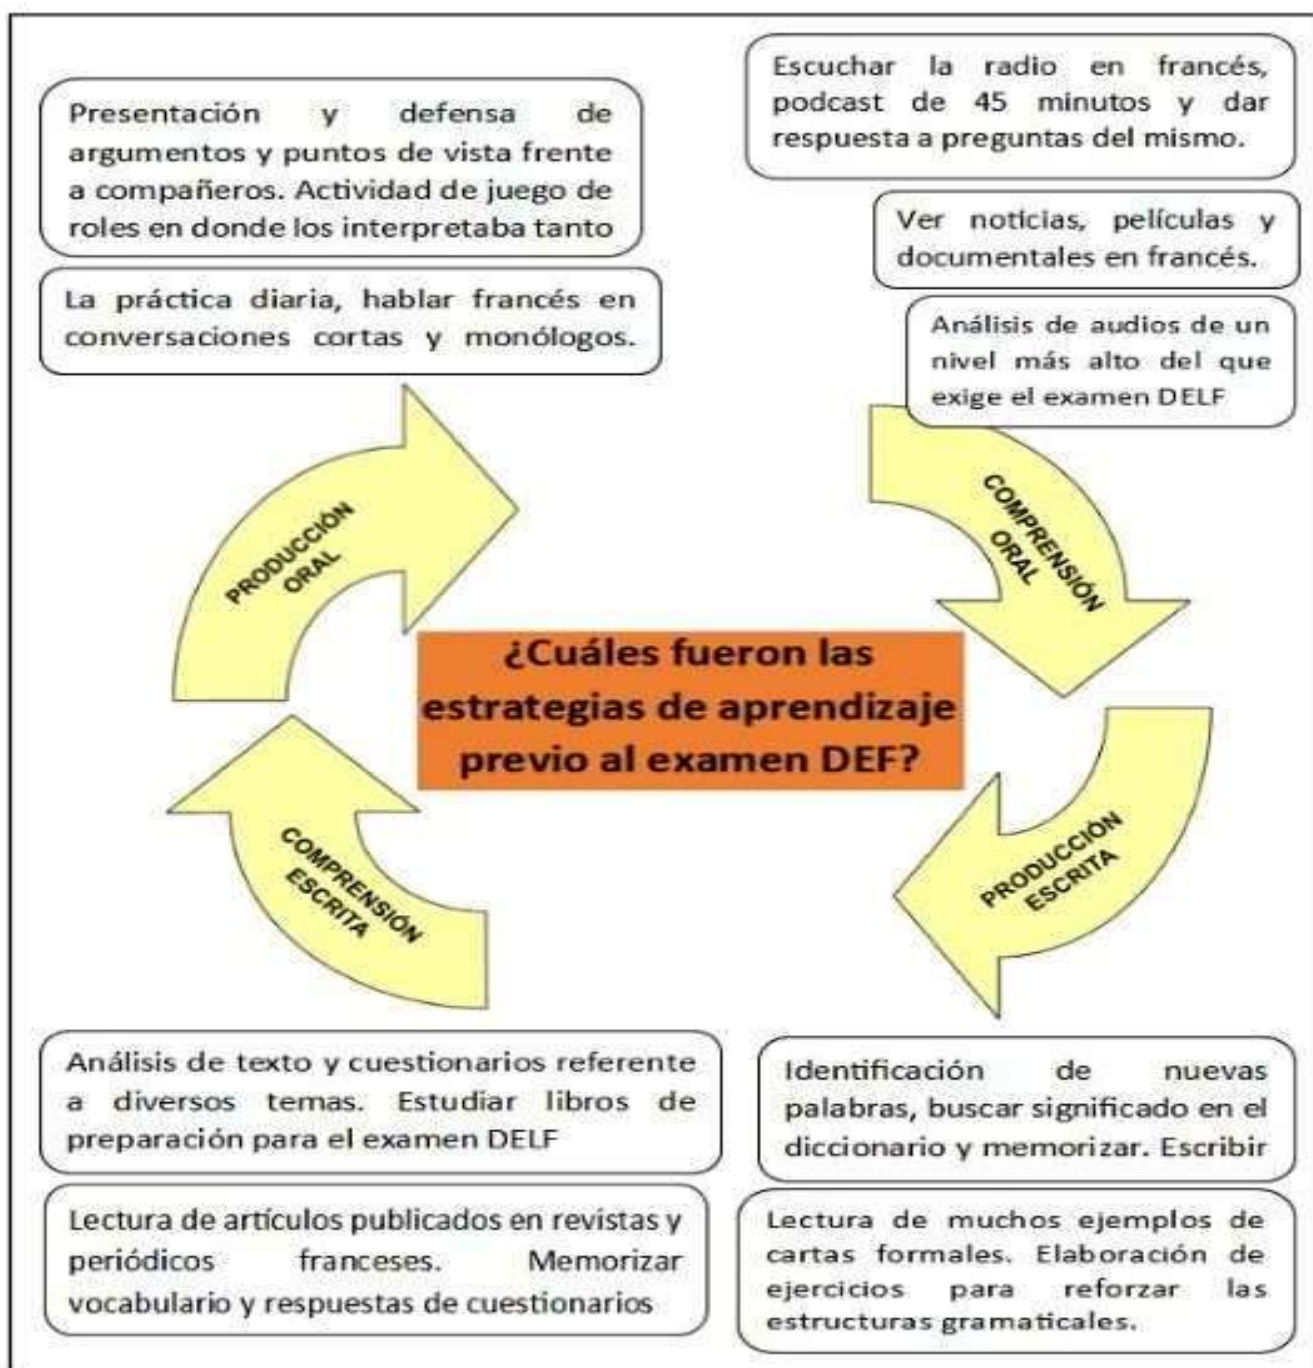 Presentación y defensa de
argumentos y puntos de vista frente
a compañeros. Actividad de juego de
roles en donde los interpretaba tanto
La práctica diaria, hablar francés en
conversaciones cortas y monólogos.
Escuchar la radio en francés,
podcast de 45 minutos y dar
respuesta a preguntas del mismo.
Ver noticias, películas y
documentales en francés.
Análisis de audios de un
nivel más alto del que
exige el examen DELF
PRODUCCIÓN
ORAL
COMPRENSIÓN
ORAL
¿Cuáles fueron las
estrategias de aprendizaje
previo al examen DEF?
COMPRENSIÓN
ESCRITA
PRODUCCIÓN
ESCRITA
Análisis de texto y cuestionarios referente
a diversos temas. Estudiar libros de
preparación para el examen DELF
Lectura de artículos publicados en revistas y
periódicos franceses. Memorizar
vocabulario y respuestas de cuestionarios
Identificación de nuevas
palabras, buscar significado en el
diccionario y memorizar. Escribir
Lectura de muchos ejemplos de
cartas formales. Elaboración de
ejercicios para reforzar las
estructuras gramaticales.